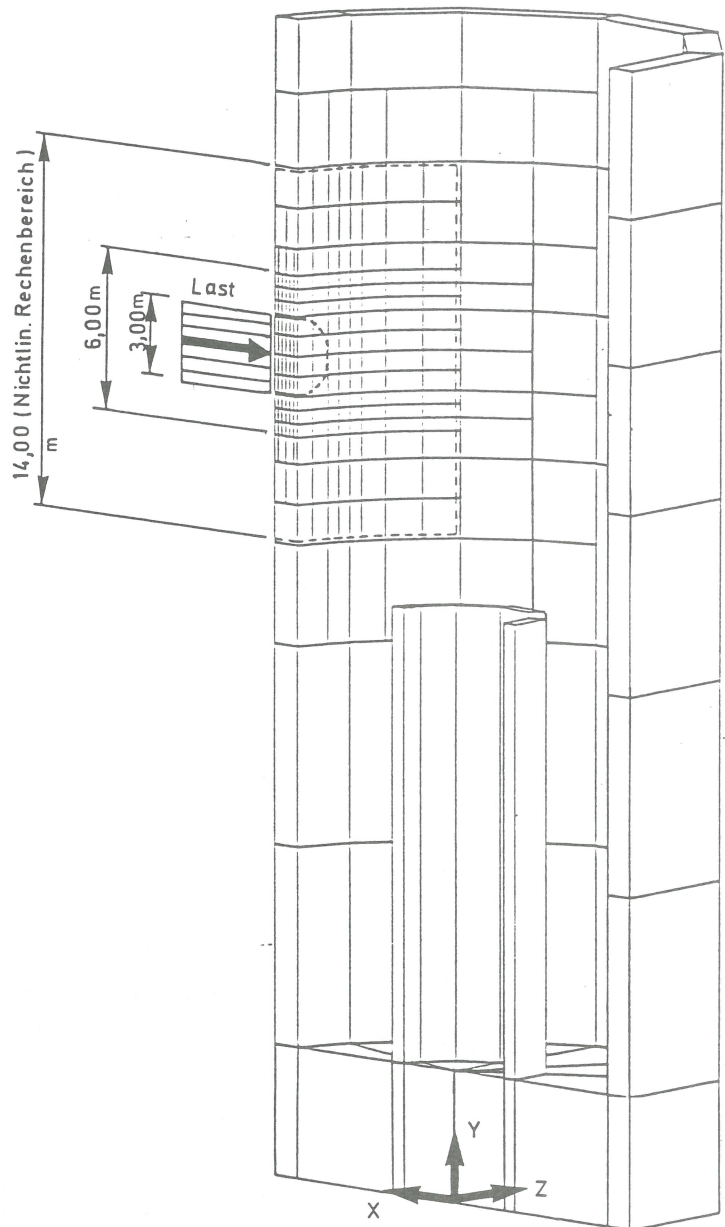 14,00 (Nichtlin. Rechenbereich)
m
6,00m
3,00m
Last
Y
X
Z